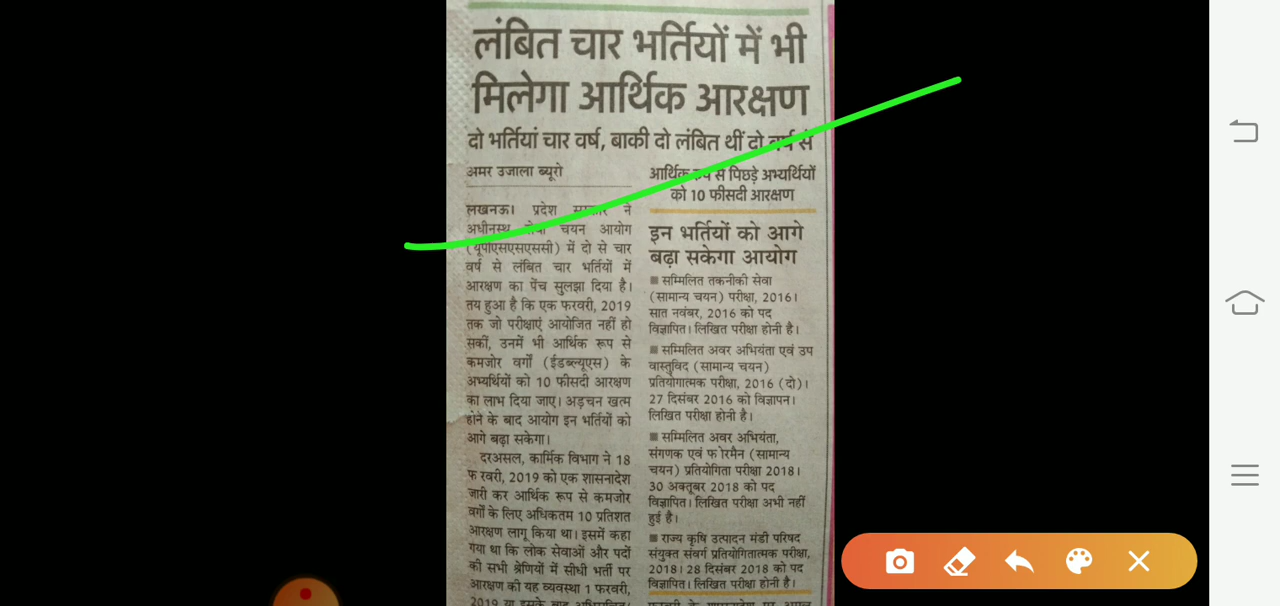 लंबित चार भर्तियों में भी
मिलेगा आर्थिक आरक्षण
दो भर्तियां चार वर्ष, बाकी दो लंबित थीं दो वर्ष से
अमर उजाला ब्यूरो
लखनऊ। प्रदेश सरकार ने
अधीनस्थ सेवा चयन आयोग
(यूपीएसएसएससी) में दो से चार
वर्ष से लंबित चार भर्तियों में
आरक्षण का पेंच सुलझा दिया है।
तय हुआ है कि एक फरवरी, 2019
तक जो परीक्षाएं आयोजित नहीं हो
सकीं, उनमें भी आर्थिक रूप से
कमजोर वर्गों (ईडब्ल्यूएस) के
अभ्यर्थियों को 10 फीसदी आरक्षण
का लाभ दिया जाए। अड़चन खत्म
होने के बाद आयोग इन भर्तियों को
आगे बढ़ा सकेगा।
दरअसल, कार्मिक विभाग ने 18
फ रवरी, 2019 को एक शासनादेश
जारी कर आर्थिक रूप से कमजोर
वर्गों के लिए अधिकतम 10 प्रतिशत
आरक्षण लागू किया था। इसमें कहा
गया था कि लोक सेवाओं और पदों
की सभी श्रेणियों में सीधी भर्ती पर
आरक्षण की यह व्यवस्था 1 फरवरी,
2019 या इसके बाद
आर्थिक रूप से पिछड़े अभ्यर्थियों
को 10 फीसदी आरक्षण
इन भर्तियों को आगे
बढ़ा सकेगा आयोग
■ सम्मिलित तकनीकी सेवा
(सामान्य चयन) परीक्षा, 2016।
सात नवंबर, 2016 को पद
विज्ञापित। लिखित परीक्षा होनी है।
■ सम्मिलित अवर अभियंता एवं उप
वास्तुविद (सामान्य चयन)
प्रतियोगात्मक परीक्षा, 2016 (दो)।
27 दिसंबर 2016 को विज्ञापन।
लिखित परीक्षा होनी है।
■ सम्मिलित अवर अभियंता,
संगणक एवं फ ोरमैन (सामान्य
चयन) प्रतियोगिता परीक्षा 2018।
30 अक्तूबर 2018 को पद
विज्ञापित। लिखित परीक्षा अभी नहीं
हुई है।
■ राज्य कृषि उत्पादन मंडी परिषद
संयुक्त संवर्ग प्रतियोगितात्मक परीक्षा,
2018। 28 दिसंबर 2018 को पद
विज्ञापित। लिखित परीक्षा होनी है।